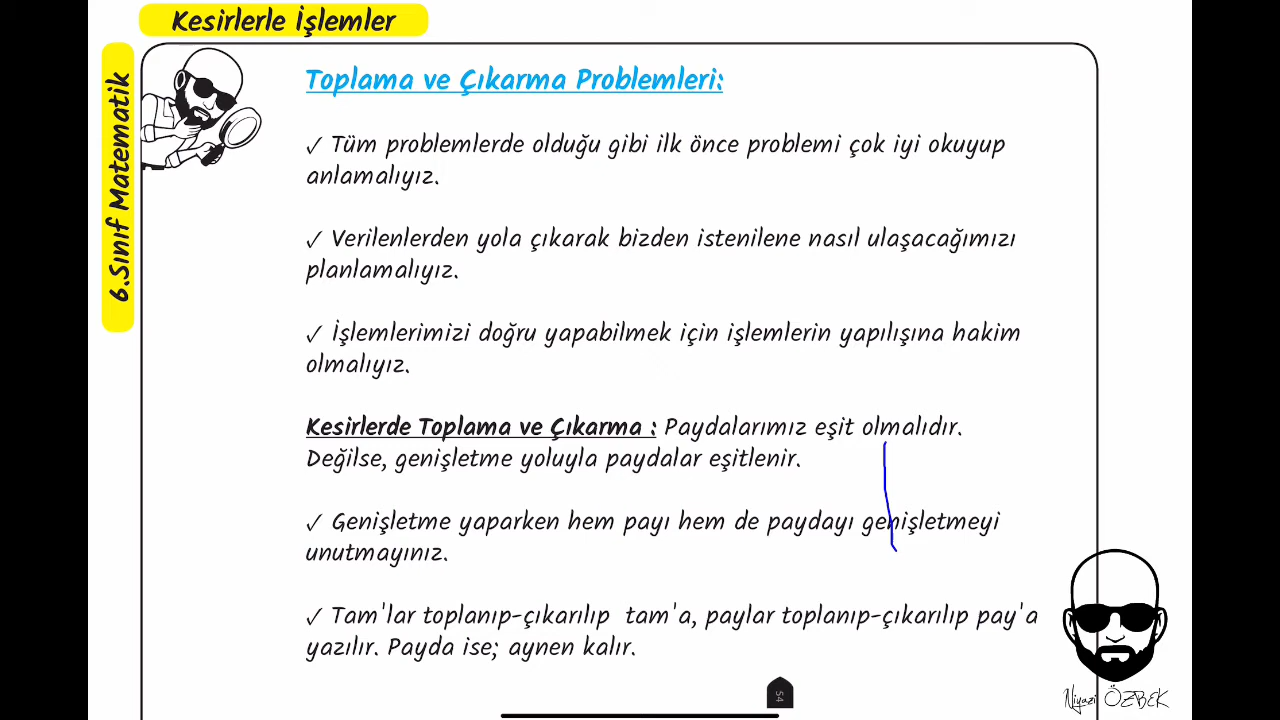 Kesirlerle İşlemler
6.Sınıf Matematik
Toplama ve Çıkarma Problemleri:
✓ Tüm problemlerde olduğu gibi ilk önce problemi çok iyi okuyup
anlamalıyız.
✓ Verilenlerden yola çıkarak bizden istenilene nasıl ulaşacağımızı
planlamalıyız.
✓ İşlemlerimizi doğru yapabilmek için işlemlerin yapılışına hakim
olmalıyız.
Kesirlerde Toplama ve Çıkarma : Paydalarımız eşit olmalıdır.
Değilse, genişletme yoluyla paydalar eşitlenir.
✓ Genişletme yaparken hem payı hem de paydayı genişletmeyi
unutmayınız.
✓ Tam'lar toplanıp-çıkarılıp tam'a, paylar toplanıp-çıkarılıp pay'a
yazılır. Payda ise; aynen kalır.
54
Niyazi ÖZBEK